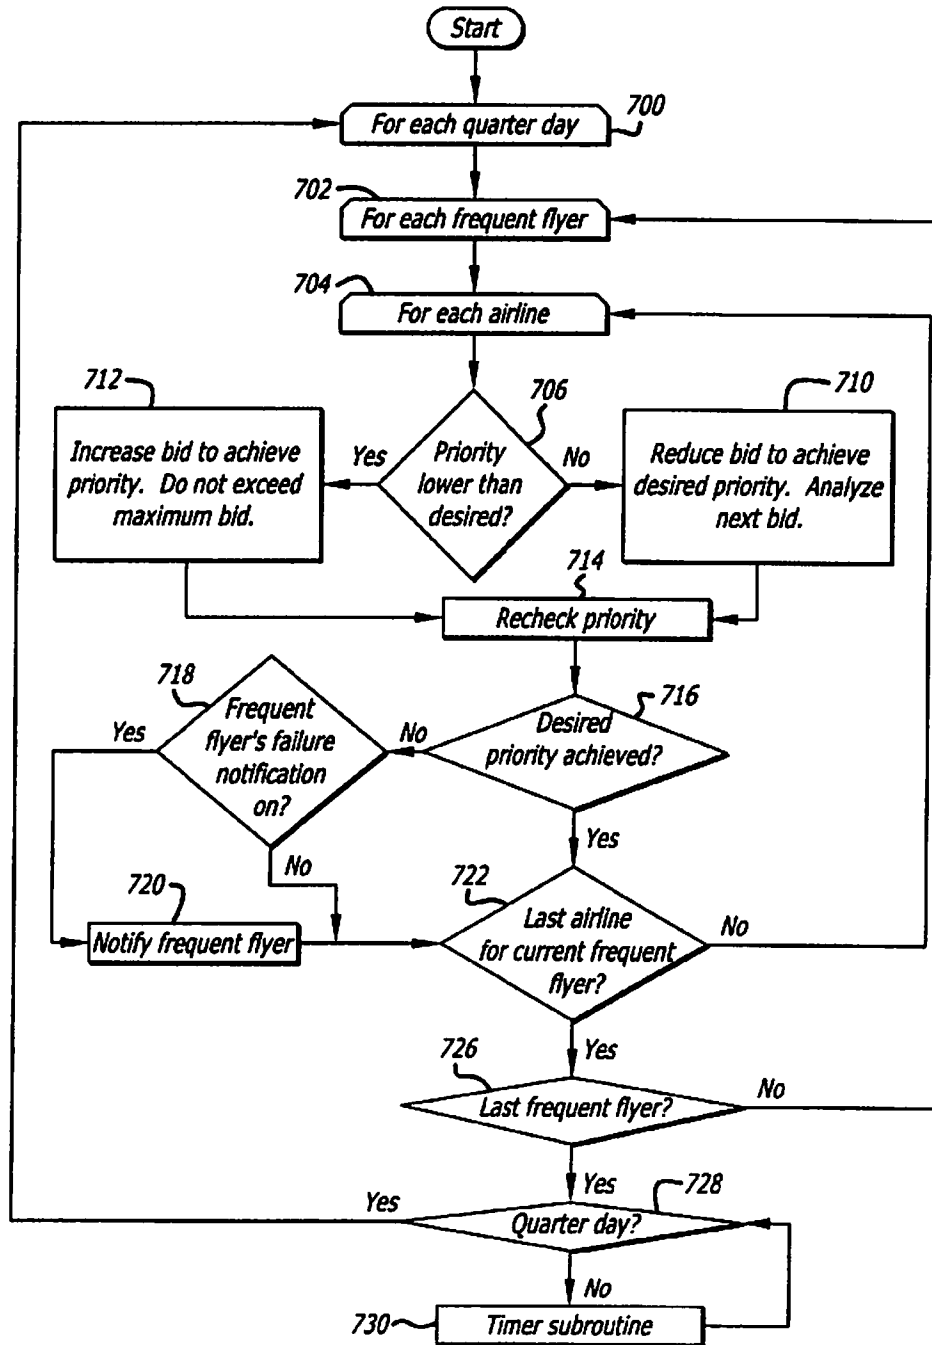 Start
For each quarter day
700
702
For each frequent flyer
704
For each airline
712
706
710
Increase bid to achieve
priority. Do not exceed
maximum bid.
Yes
Priority
lower than
desired?
No
Reduce bid to achieve
desired priority. Analyze
next bid.
714
Recheck priority
718
Frequent
flyer's failure
notification
on?
Yes
No
716
Desired
priority achieved?
No
Yes
720
Notify frequent flyer
722
Last airline
for current frequent
flyer?
No
Yes
726
Last frequent flyer?
No
Yes
728
Quarter day?
Yes
No
730
Timer subroutine